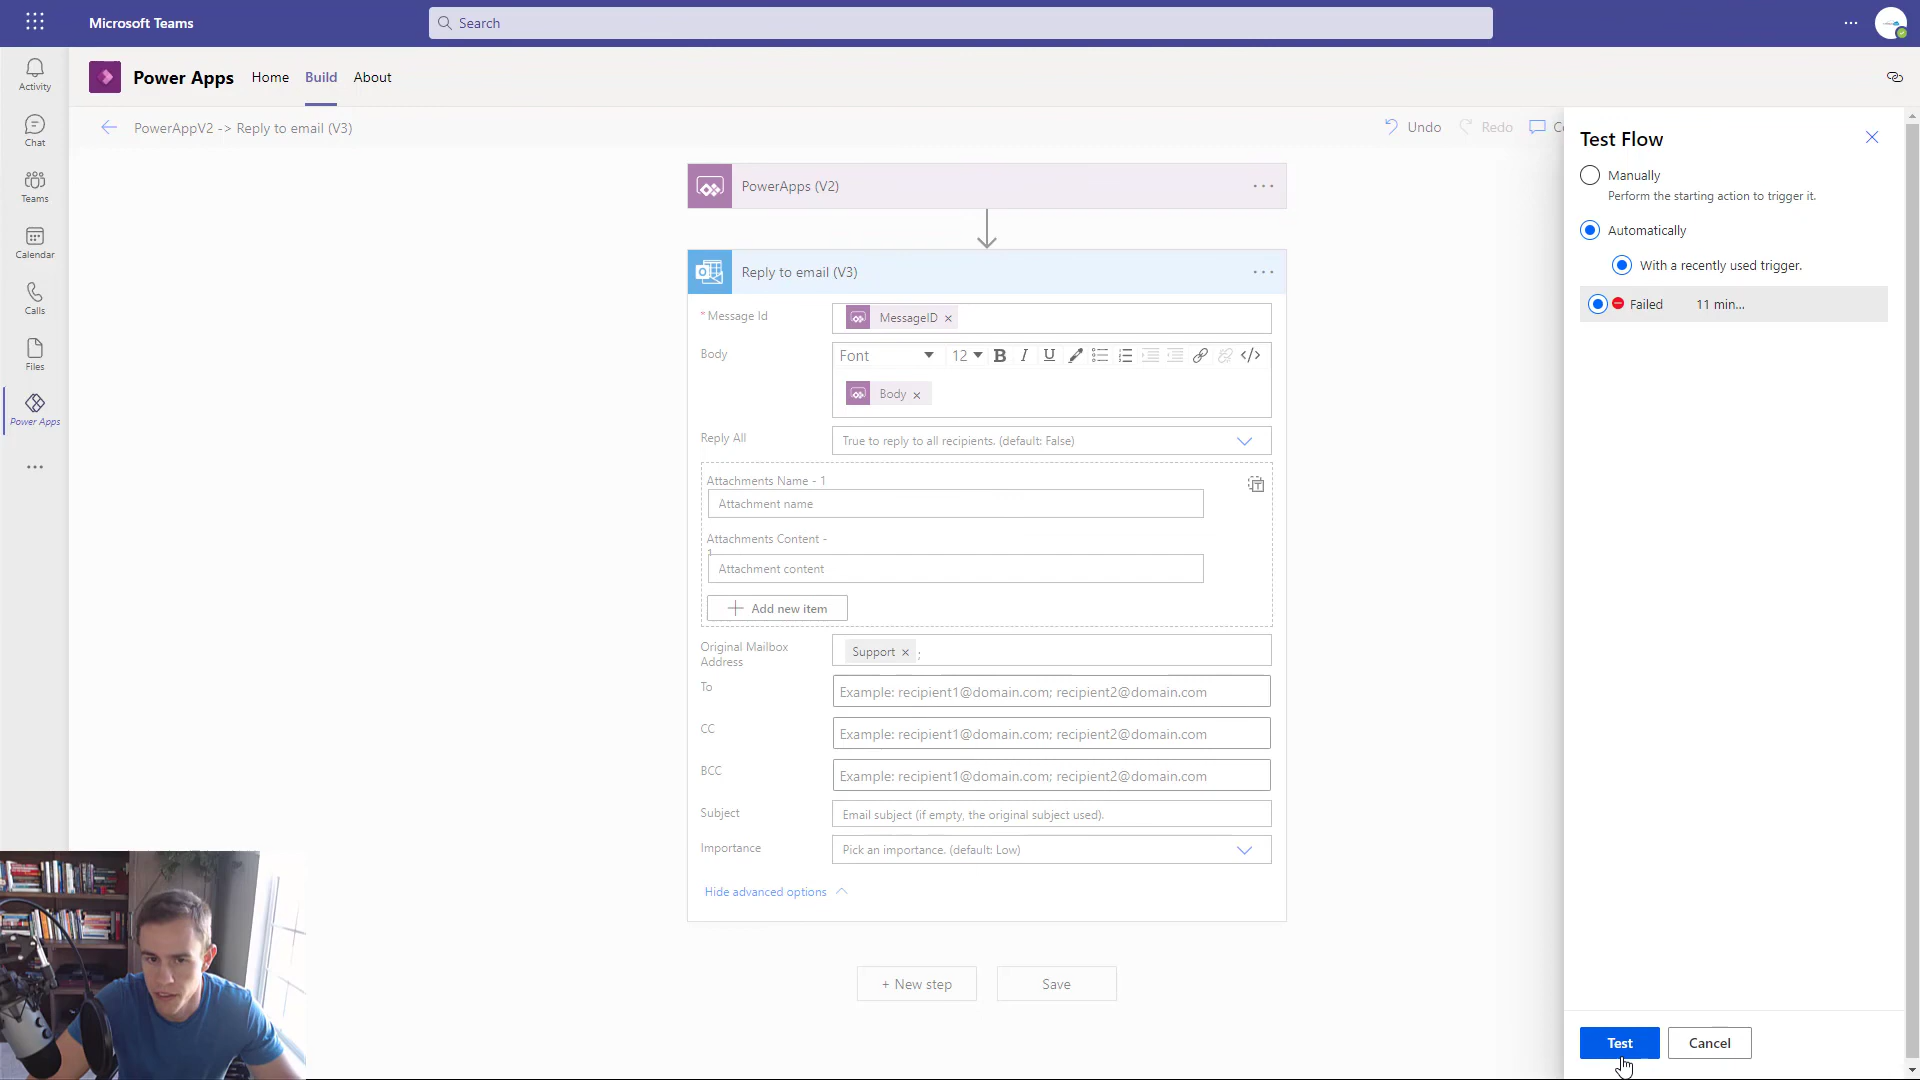 Microsoft Teams
Search
Activity
Chat
Teams
Calendar
Calls
Files
Power Apps
Power Apps
Home
Build
About
PowerAppV2 -> Reply to email (V3)
Undo
Redo
PowerApps (V2)
Reply to email (V3)
* Message Id
MessageID ×
Body
Font
12
B I U
</>
Body ×
Reply All
True to reply to all recipients. (default: False)
Attachments Name - 1
Attachment name
Attachments Content -
Attachment content
+ Add new item
Original Mailbox
Address
Support × ;
To
Example: recipient1@domain.com; recipient2@domain.com
CC
Example: recipient1@domain.com; recipient2@domain.com
BCC
Example: recipient1@domain.com; recipient2@domain.com
Subject
Email subject (if empty, the original subject used).
Importance
Pick an importance. (default: Low)
Hide advanced options
+ New step
Save
Test Flow
Manually
Perform the starting action to trigger it.
Automatically
With a recently used trigger.
Failed
11 min...
Test
Cancel